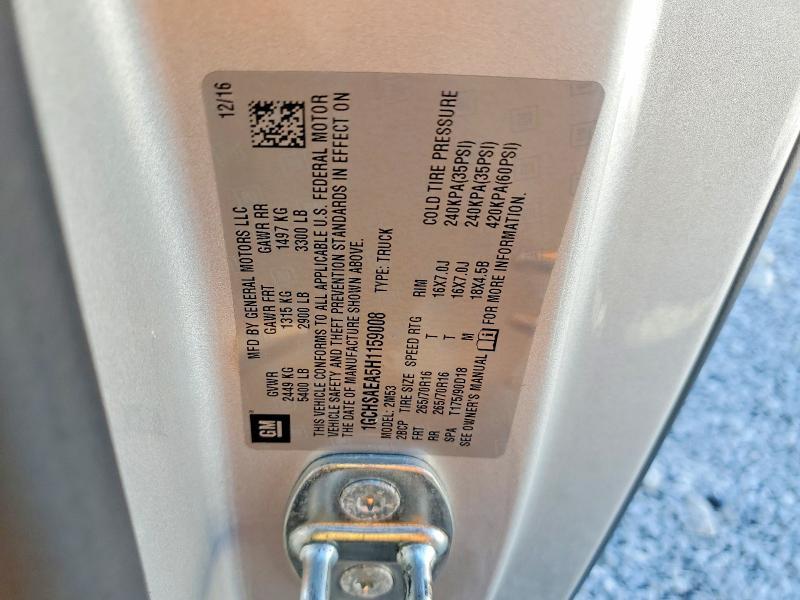 12/16
MFD BY GENERAL MOTORS LLC
GVWR GAWR FRT GAWR RR
2449 KG 1315 KG 1497 KG
5400 LB 2900 LB 3300 LB
GM
THIS VEHICLE CONFORMS TO ALL APPLICABLE U.S. FEDERAL MOTOR
VEHICLE SAFETY AND THEFT PREVENTION STANDARDS IN EFFECT ON
THE DATE OF MANUFACTURE SHOWN ABOVE.
1GCHSAEA5H1159008 TYPE: TRUCK
MODEL: 2M53
2BCP TIRE SIZE SPEED RTG RIM COLD TIRE PRESSURE
FRT 265/70R16 T 16X7.0J 240KPA(35PSI)
RR 265/70R16 T 16X7.0J 240KPA(35PSI)
SPA T175/90D18 M 18X4.5B 420KPA(60PSI)
SEE OWNER'S MANUAL i FOR MORE INFORMATION.